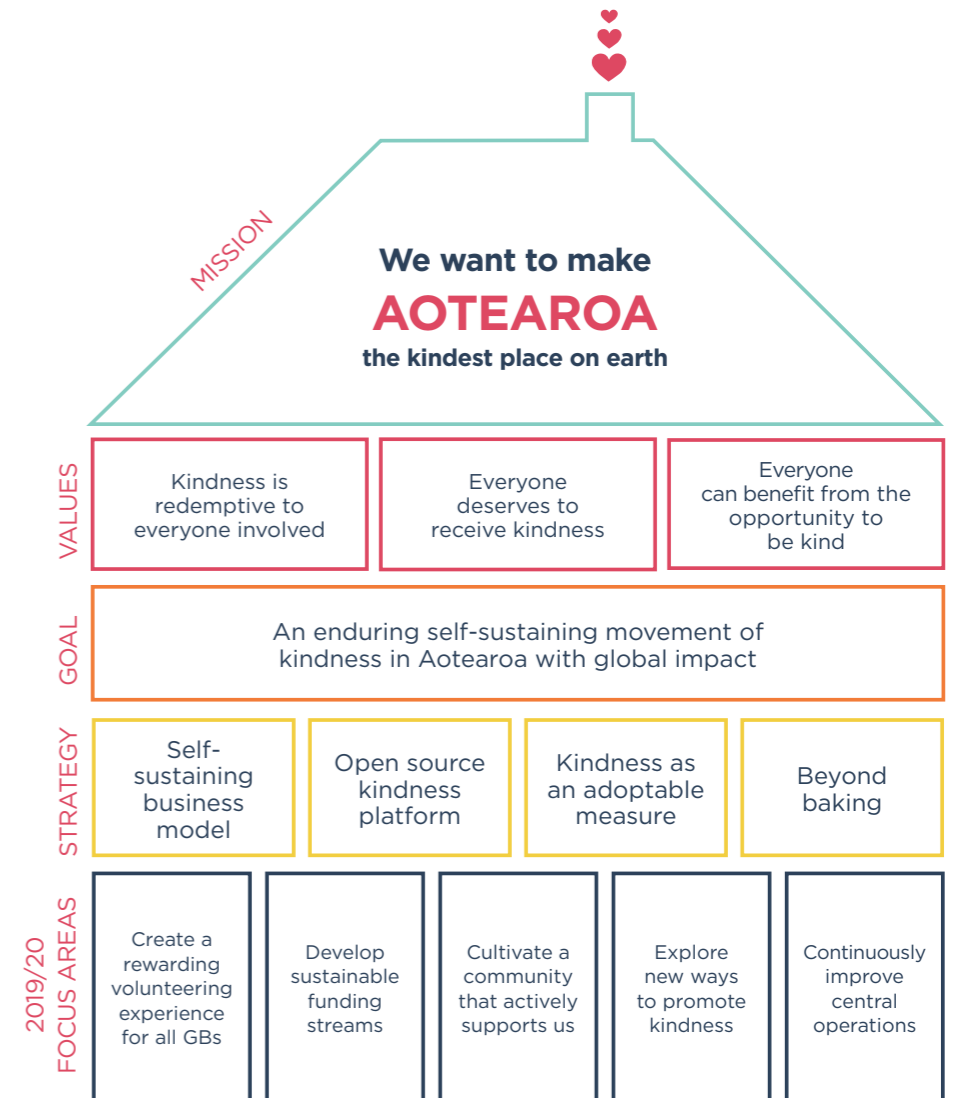 MISSION
We want to make
AOTEAROA
the kindest place on earth
VALUES
Kindness is
redemptive to
everyone involved
Everyone
deserves to
receive kindness
Everyone
can benefit from the
opportunity to
be kind
GOAL
An enduring self-sustaining movement of
kindness in Aotearoa with global impact
STRATEGY
Self-
sustaining
business
model
Open source
kindness
platform
Kindness as
an adoptable
measure
Beyond
baking
2019/20
FOCUS AREAS
Create a
rewarding
volunteering
experience
for all GBs
Develop
sustainable
funding
streams
Cultivate a
community
that actively
supports us
Explore
new ways
to promote
kindness
Continuously
improve
central
operations